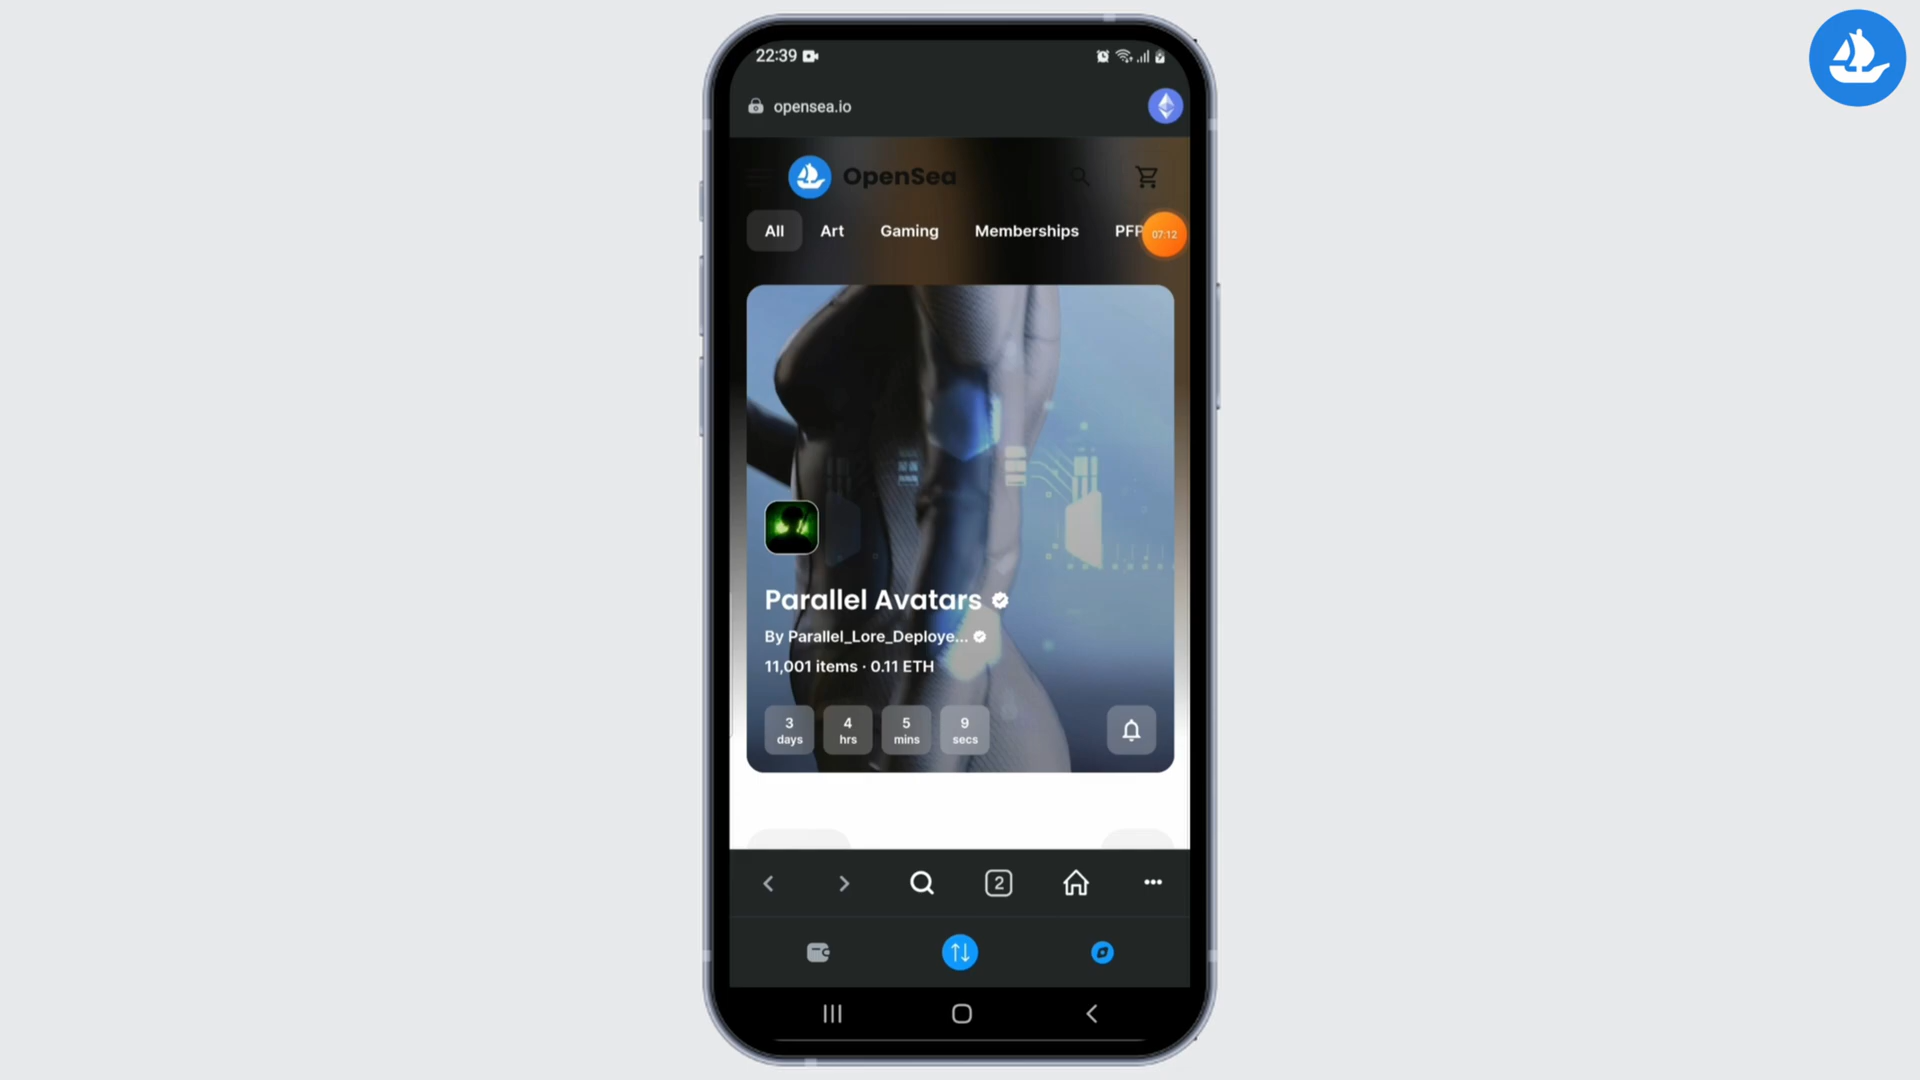 22:39
opensea.io
OpenSea
All Art Gaming Memberships PFP
07:12
Parallel Avatars
By Parallel_Lore_Deploye...
11,001 items · 0.11 ETH
3 4 5 9
days hrs mins secs
2